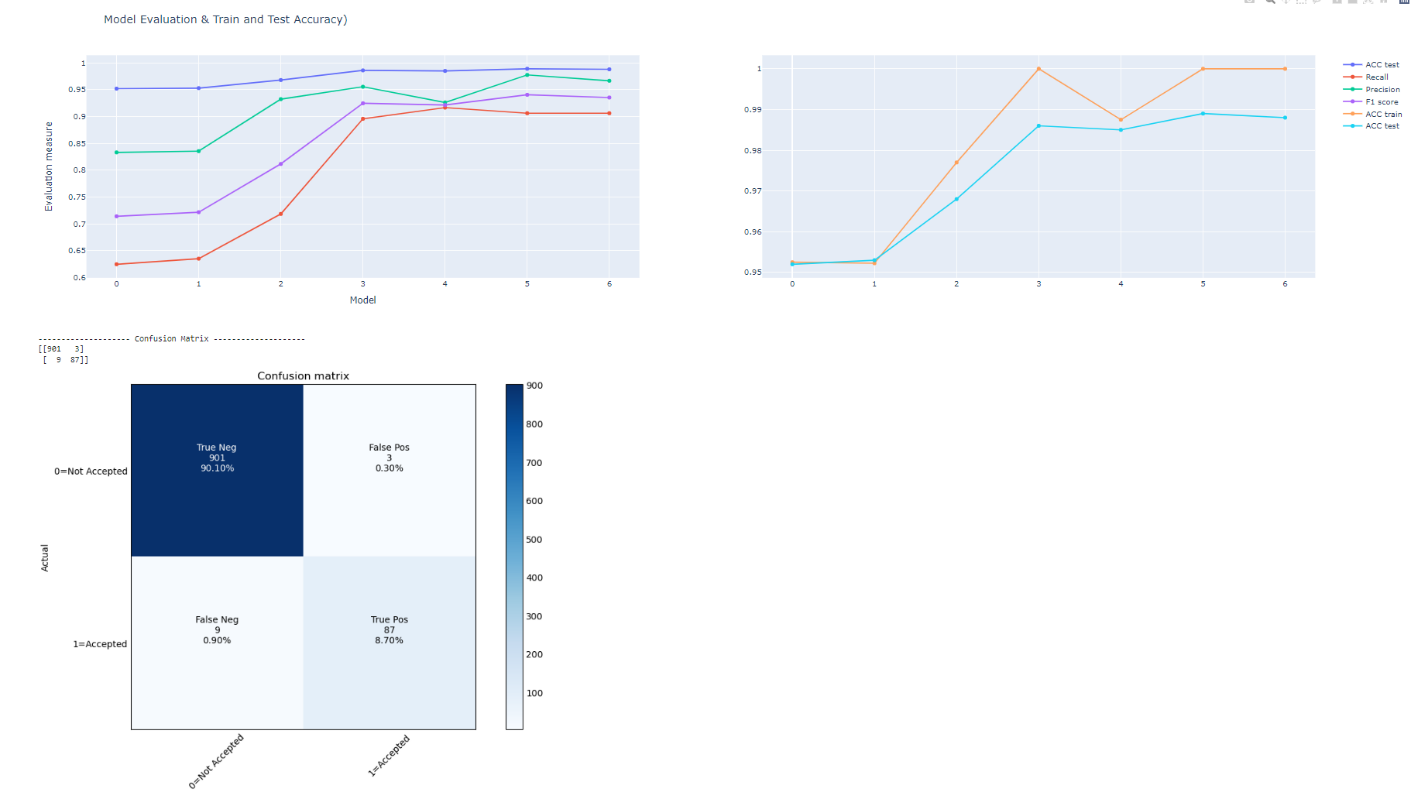 Model Evaluation & Train and Test Accuracy)
1
0.95
0.9
0.85
0.8
0.75
0.7
0.65
0.6
Evaluation measure
0 1 2 3 4 5 6
Model
1
0.99
0.98
0.97
0.96
0.95
0 1 2 3 4 5 6
ACC test
Recall
Precision
F1 score
ACC train
ACC test
------------------- Confusion Matrix -------------------
[[901 3]
[ 9 87]]
Confusion matrix
True Neg
901
90.10%
False Pos
3
0.30%
0=Not Accepted
Actual
False Neg
9
0.90%
True Pos
87
8.70%
1=Accepted
0=Not Accepted
1=Accepted
900
800
700
600
500
400
300
200
100